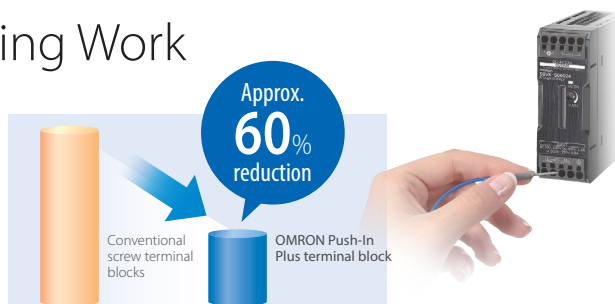 ing Work
Approx.
60%
reduction
Conventional
screw terminal
blocks
OMRON Push-In
Plus terminal block